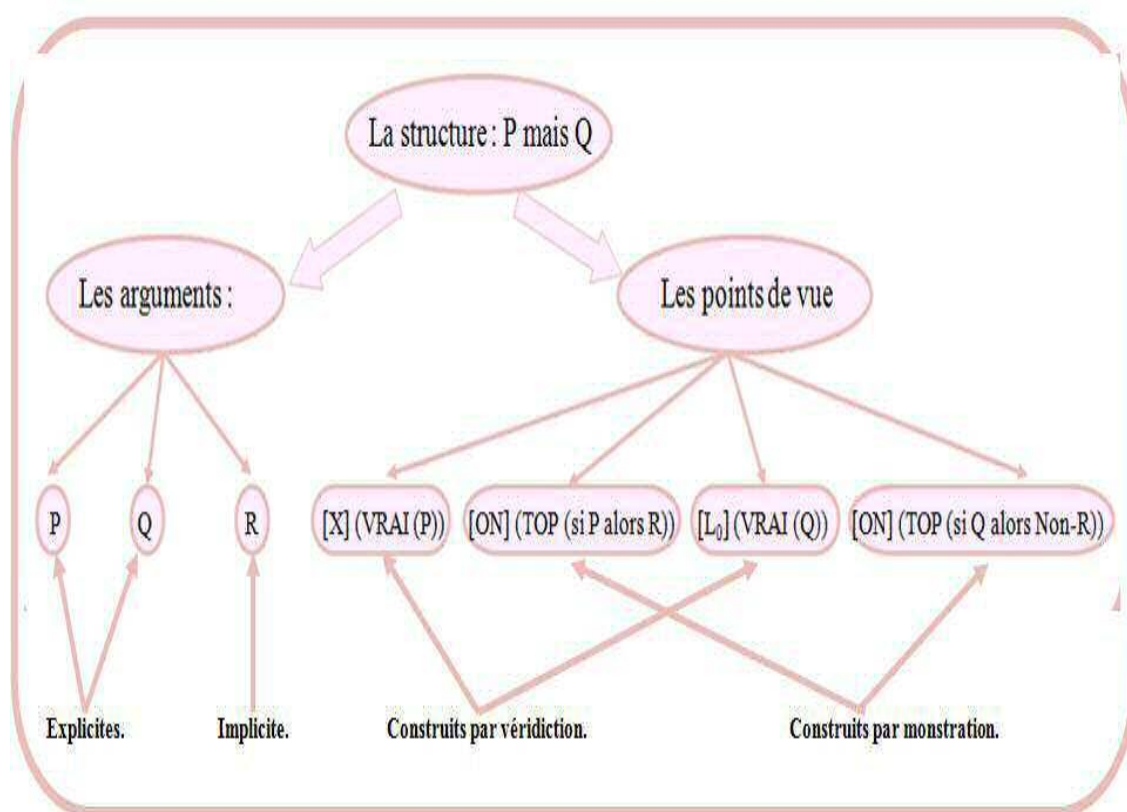 La structure : P mais Q
Les arguments :
Les points de vue
P
Q
R
[X] (VRAI (P))
[ON] (TOP (si P alors R))
[L₀] (VRAI (Q))
[ON] (TOP (si Q alors Non-R))
Explicites.
Implicite.
Construits par véridiction.
Construits par monstration.